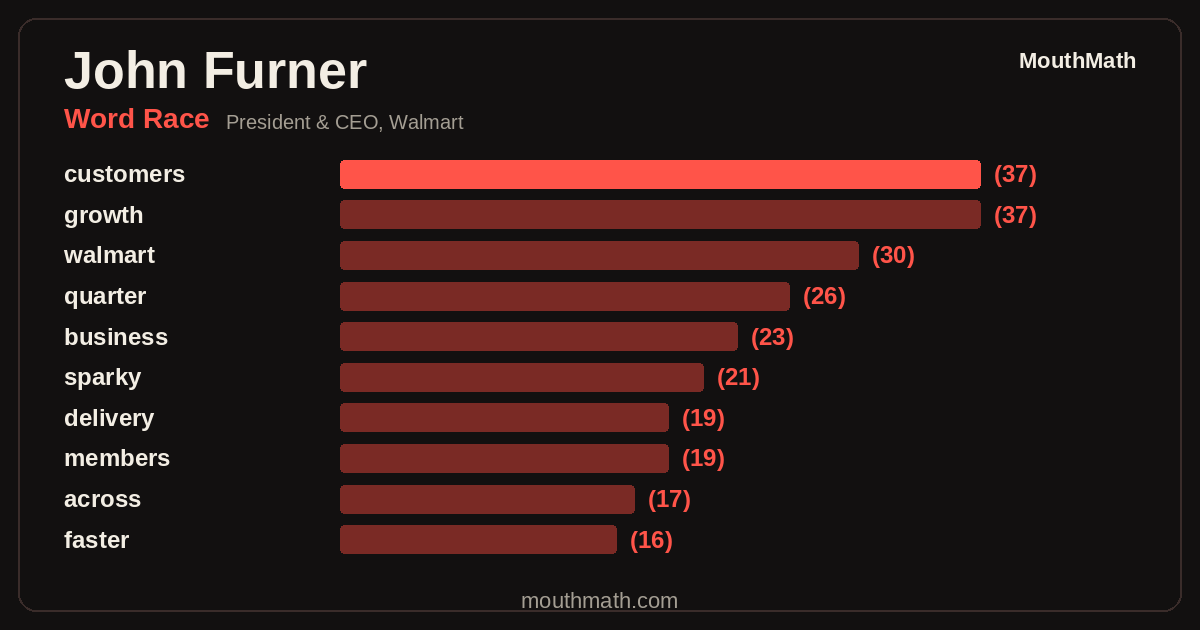 John Furner
MouthMath
Word Race President & CEO, Walmart
customers (37)
growth (37)
walmart (30)
quarter (26)
business (23)
sparky (21)
delivery (19)
members (19)
across (17)
faster (16)
mouthmath.com